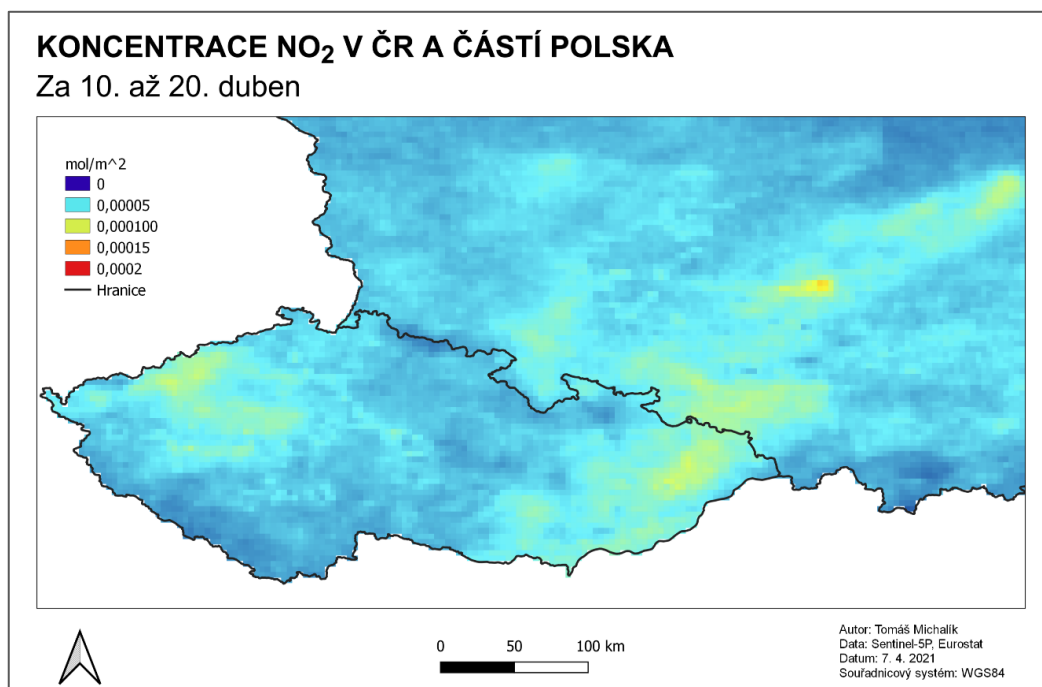 KONCENTRACE NO₂ V ČR A ČÁSTÍ POLSKA
Za 10. až 20. duben
mol/m^2
0
0,00005
0,000100
0,00015
0,0002
Hranice
0 50 100 km
Autor: Tomáš Michalík
Data: Sentinel-5P, Eurostat
Datum: 7. 4. 2021
Souřadnicový systém: WGS84